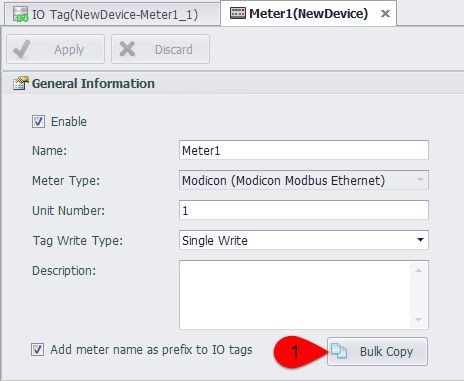 IO Tag(NewDevice-Meter1_1) Meter1(NewDevice)
Apply Discard
General Information
Enable
Name: Meter1
Meter Type: Modicon (Modicon Modbus Ethernet)
Unit Number: 1
Tag Write Type: Single Write
Description:
Add meter name as prefix to IO tags 1 Bulk Copy